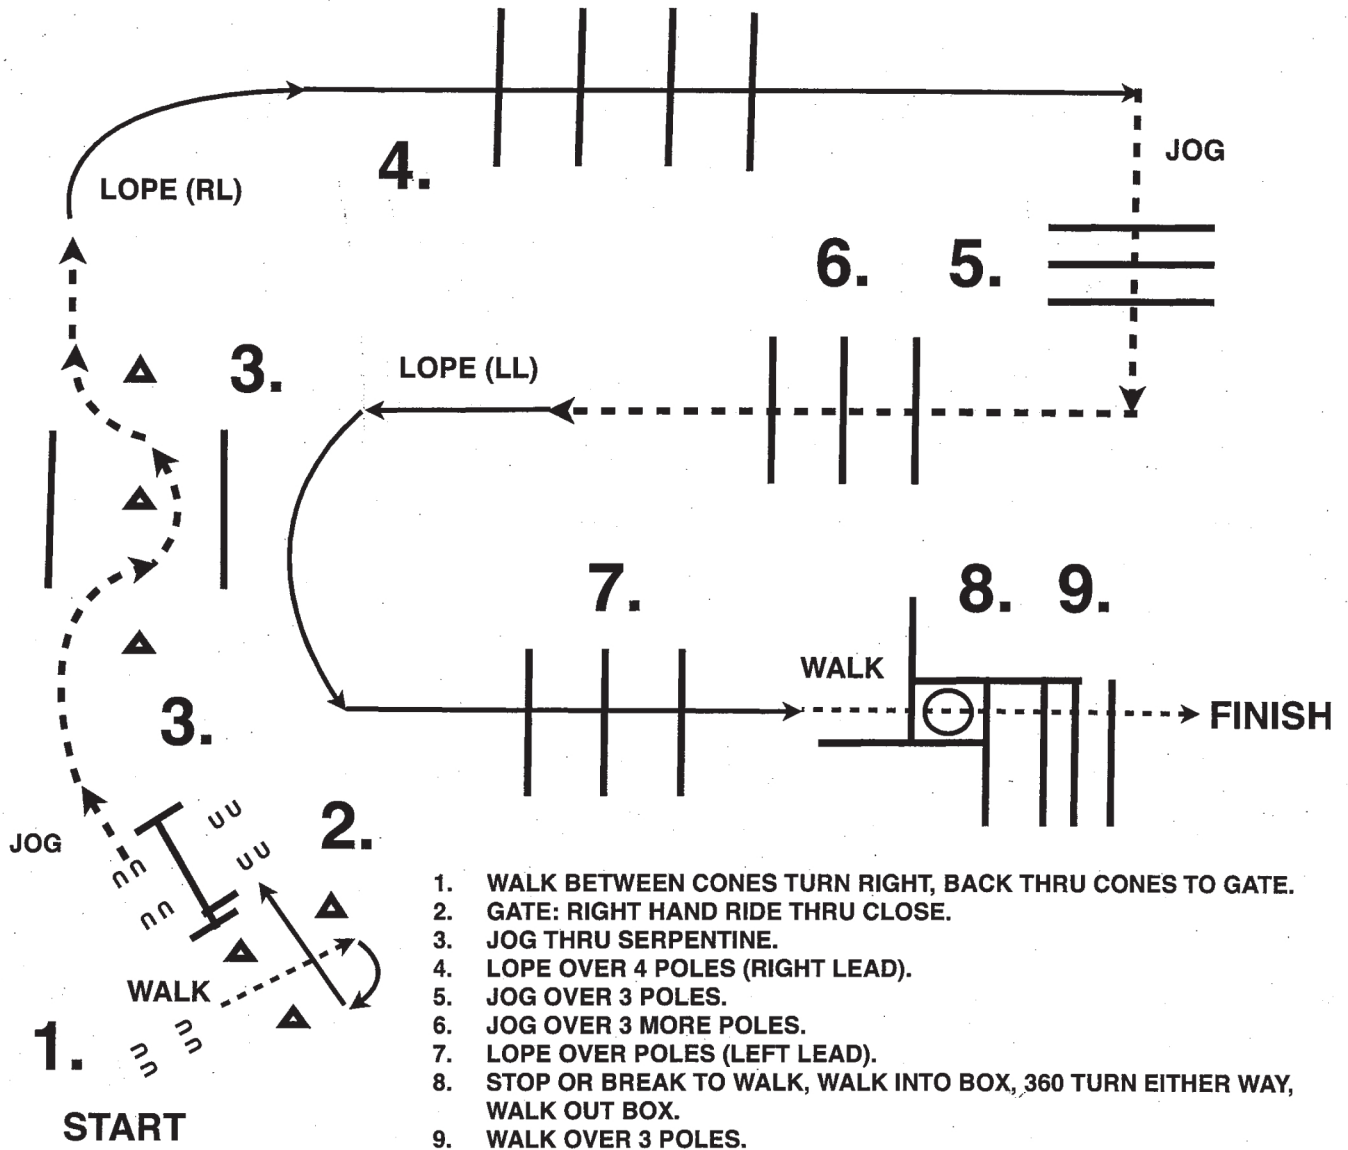 4.
JOG
LOPE (RL)
6.
5.
3.
LOPE (LL)
7.
8.
9.
WALK
3.
FINISH
2.
JOG
WALK
1.
START
1. WALK BETWEEN CONES TURN RIGHT, BACK THRU CONES TO GATE.
2. GATE: RIGHT HAND RIDE THRU CLOSE.
3. JOG THRU SERPENTINE.
4. LOPE OVER 4 POLES (RIGHT LEAD).
5. JOG OVER 3 POLES.
6. JOG OVER 3 MORE POLES.
7. LOPE OVER POLES (LEFT LEAD).
8. STOP OR BREAK TO WALK, WALK INTO BOX, 360 TURN EITHER WAY,
WALK OUT BOX.
9. WALK OVER 3 POLES.